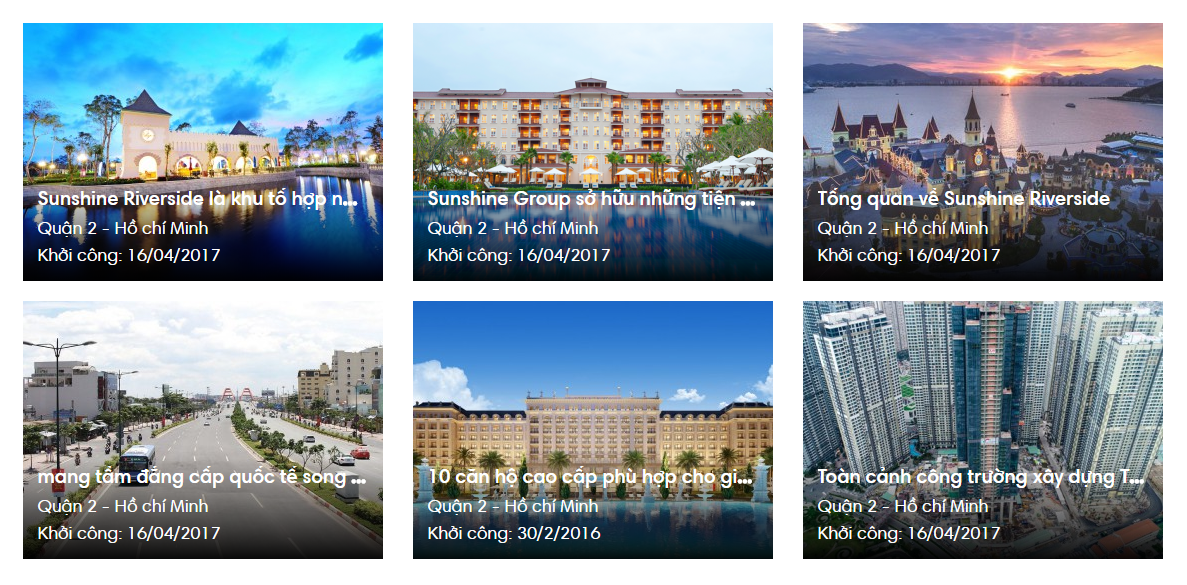 Sunshine Riverside là khu tổ hợp n...
Quận 2 - Hồ chí Minh
Khởi công: 16/04/2017
Sunshine Group sở hữu những tiện ...
Quận 2 - Hồ chí Minh
Khởi công: 16/04/2017
Tổng quan về Sunshine Riverside
Quận 2 - Hồ chí Minh
Khởi công: 16/04/2017
mang tầm đẳng cấp quốc tế song ...
Quận 2 - Hồ chí Minh
Khởi công: 16/04/2017
10 căn hộ cao cấp phù hợp cho gi...
Quận 2 - Hồ chí Minh
Khởi công: 30/2/2016
Toàn cảnh công trường xây dựng T...
Quận 2 - Hồ chí Minh
Khởi công: 16/04/2017